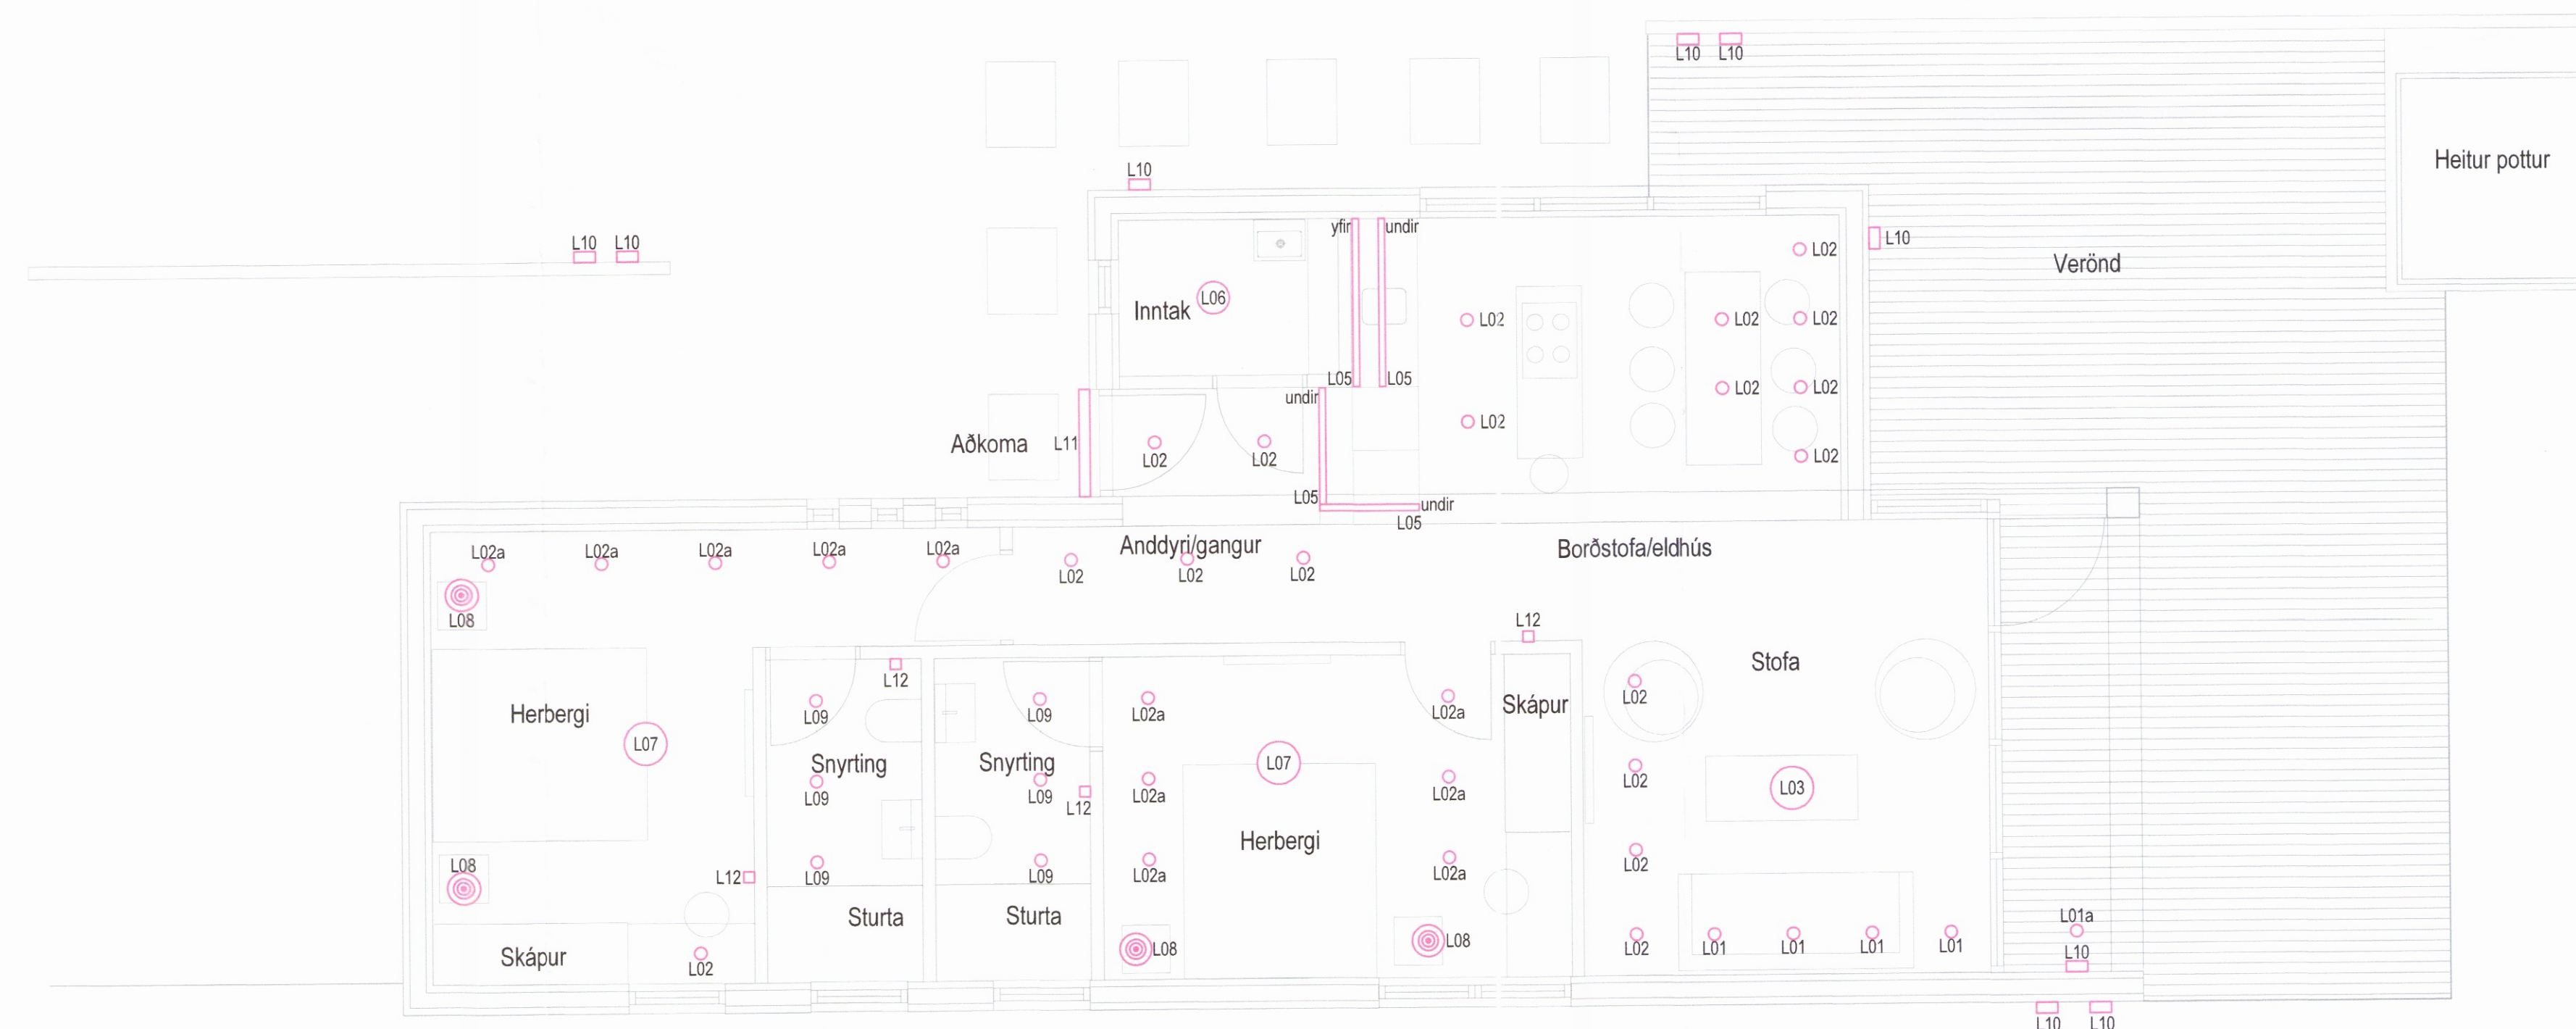 L10 L10
Heitur pottur
L10
L10 L10
yfir undir
L10
L02
Verönd
L06
Inntak
L02 L02 L02
L05 L05
undir
L02 L02
L02
Aðkoma L11
L02 L02
L02
L05 undir
L05
L02a L02a L02a L02a L02a
Anddyri/gangur
Borðstofa/eldhús
L02 L02 L02
L08
L12
Stofa
L12
L02
Herbergi
L09 L09 L02a L02a
Skápur
L07
Snyrting Snyrting
L07
L02
L09 L09 L02a L02a
L03
L12
Herbergi
L08
L09 L09 L02a L02a
L02
L12
Sturta Sturta
L01a
Skápur
L02
L08 L08
L02 L01 L01 L01 L01
L10
L10 L10